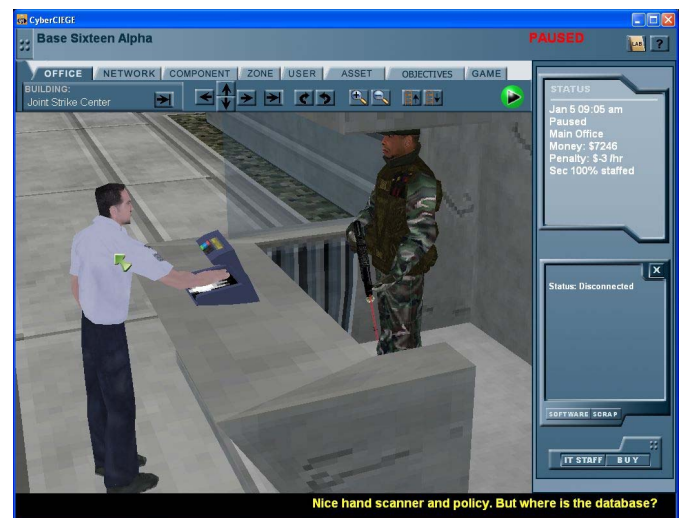 CyberCIEGE
Base Sixteen Alpha
PAUSED
LAB ?
OFFICE NETWORK COMPONENT ZONE USER ASSET OBJECTIVES GAME
BUILDING:
Joint Strike Center
STATUS
Jan 5 09:05 am
Paused
Main Office
Money: $7246
Penalty: $-3 /hr
Sec 100% staffed
X
Status: Disconnected
SOFTWARE SCRAP
IT STAFF BUY
Nice hand scanner and policy. But where is the database?